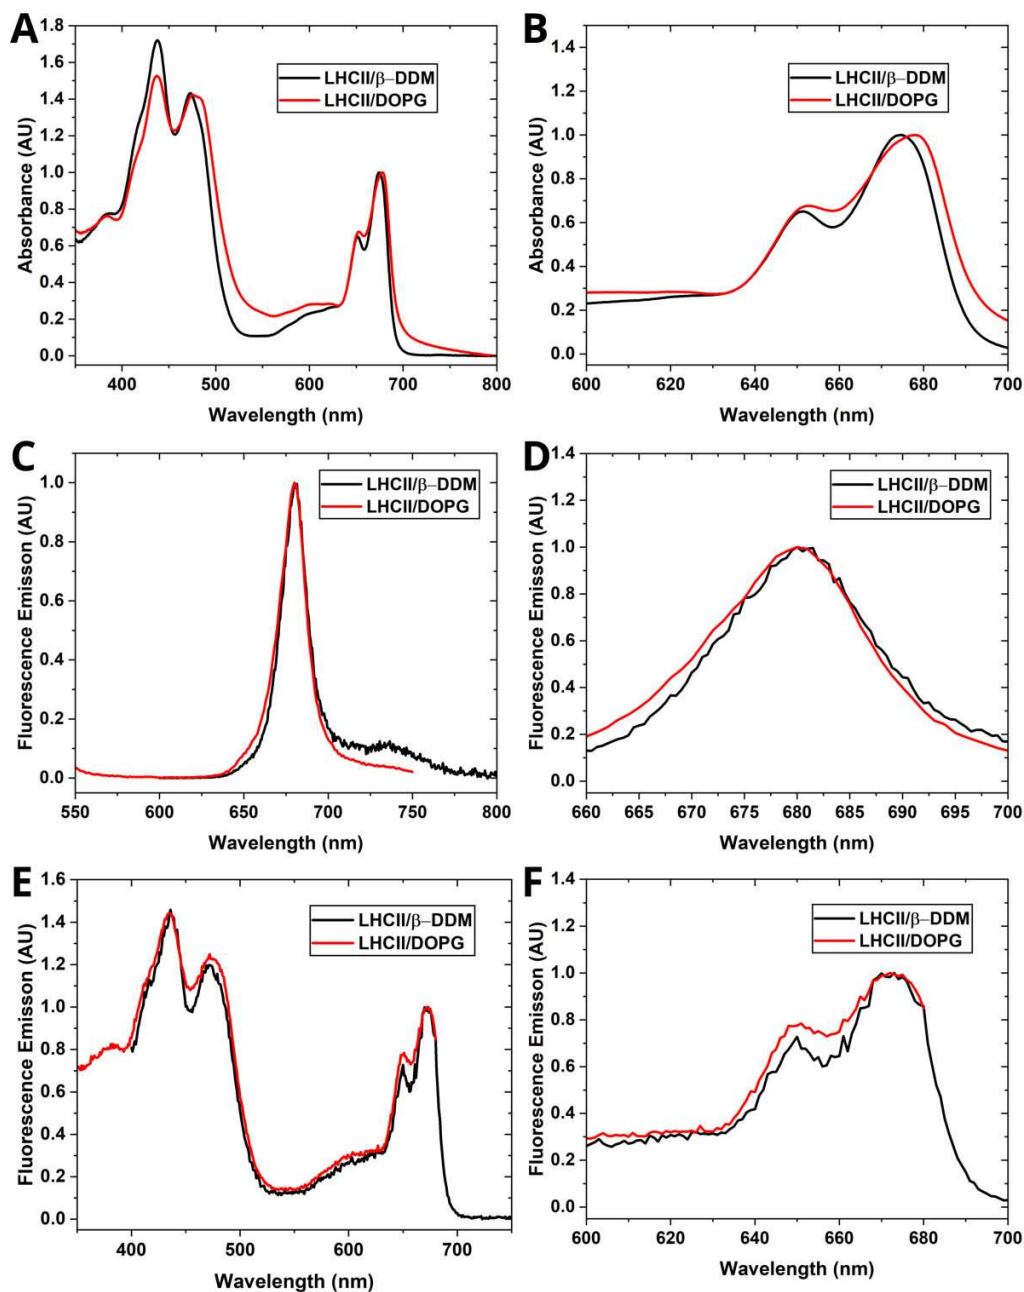 A
1.8
1.6
1.4
1.2
1.0
0.8
0.6
0.4
0.2
0.0
Absorbance (AU)
LHCII/β−DDM
LHCII/DOPG
400 500 600 700 800
Wavelength (nm)
B
1.4
1.2
1.0
0.8
0.6
0.4
0.2
0.0
Absorbance (AU)
LHCII/β−DDM
LHCII/DOPG
600 620 640 660 680 700
Wavelength (nm)
C
1.0
0.8
0.6
0.4
0.2
0.0
Fluorescence Emisson (AU)
LHCII/β−DDM
LHCII/DOPG
550 600 650 700 750 800
Wavelength (nm)
D
1.4
1.2
1.0
0.8
0.6
0.4
0.2
0.0
Fluorescence Emisson (AU)
LHCII/β−DDM
LHCII/DOPG
660 665 670 675 680 685 690 695 700
Wavelength (nm)
E
1.6
1.4
1.2
1.0
0.8
0.6
0.4
0.2
0.0
Fluorescence Emisson (AU)
LHCII/β−DDM
LHCII/DOPG
400 500 600 700
Wavelength (nm)
F
1.4
1.2
1.0
0.8
0.6
0.4
0.2
0.0
Fluorescence Emisson (AU)
LHCII/β−DDM
LHCII/DOPG
600 620 640 660 680 700
Wavelength (nm)